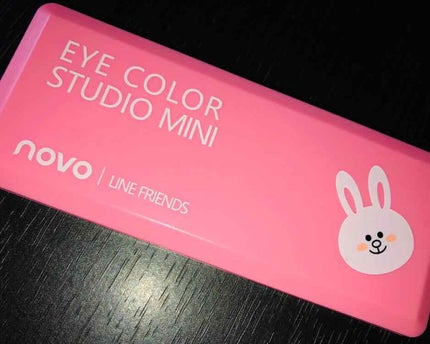 EYE COLOR
STUDIO MINI
novo | LINE FRIENDS